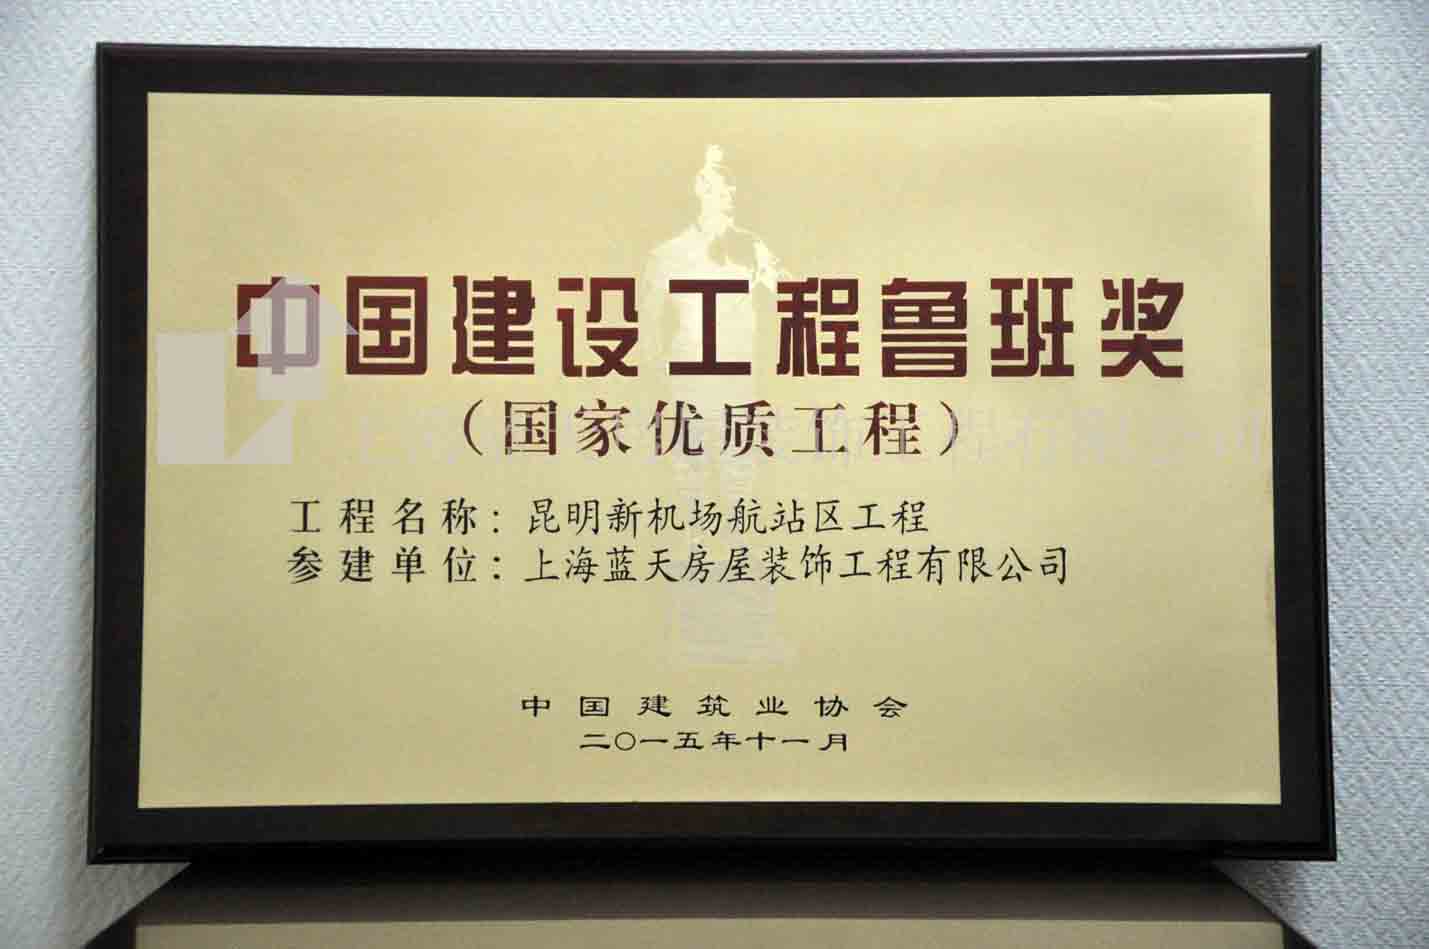 中国建设工程鲁班奖
（国家优质工程）
工程名称：昆明新机场航站区工程
参建单位：上海蓝天房屋装饰工程有限公司
中国建筑业协会
二〇一五年十一月